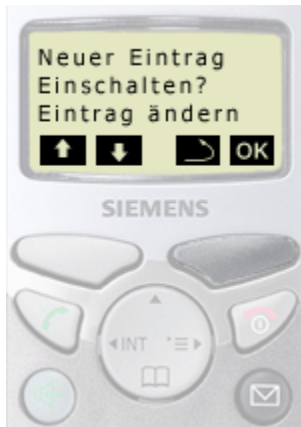 Neuer Eintrag
Einschalten?
Eintrag ändern
OK
SIEMENS
INT